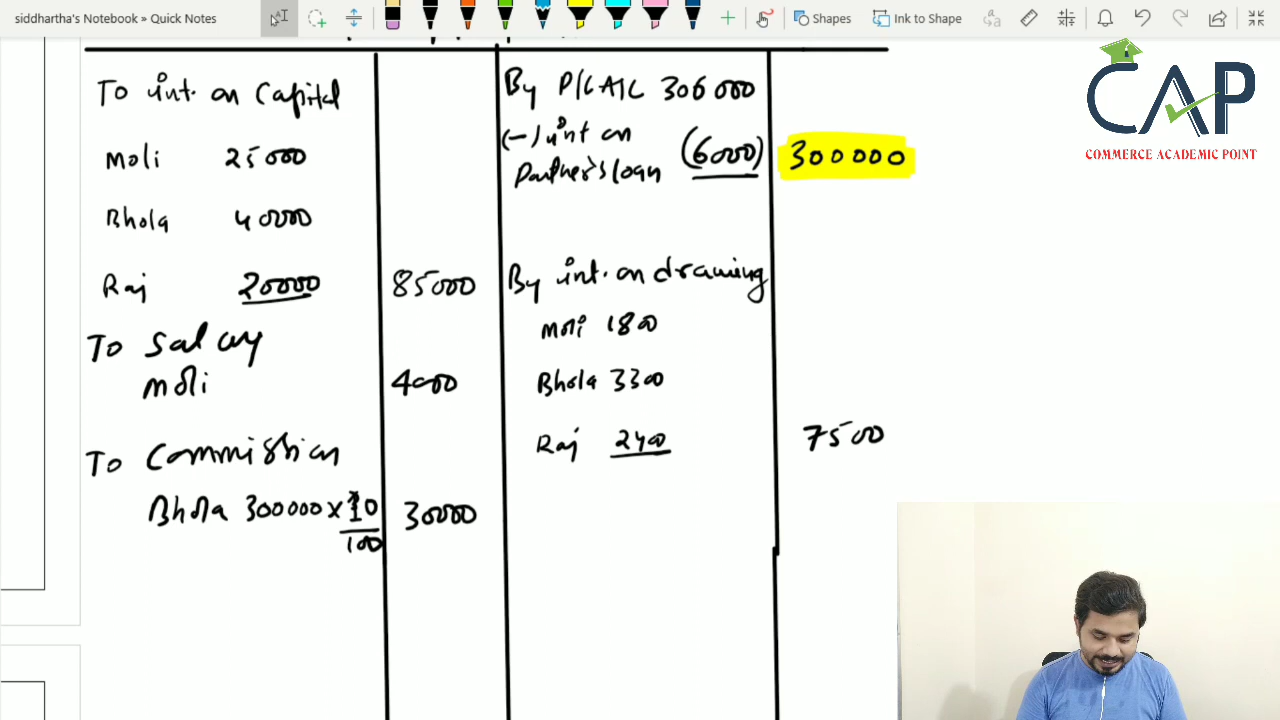 siddhartha's Notebook » Quick Notes
Shapes
Ink to Shape
CAP
COMMERCE ACADEMIC POINT
To int. on Capital
Moli 25000
Bhola 40000
Raj 20000 85000
To Salary
Moli 4000
To Commission
Bhola 300000 × 10/100 30000
By P/L A/C 306000
(-) int on
Partner's loan (6000) 300000
By int. on drawing
Moli 1800
Bhola 3300
Raj 2400 7500